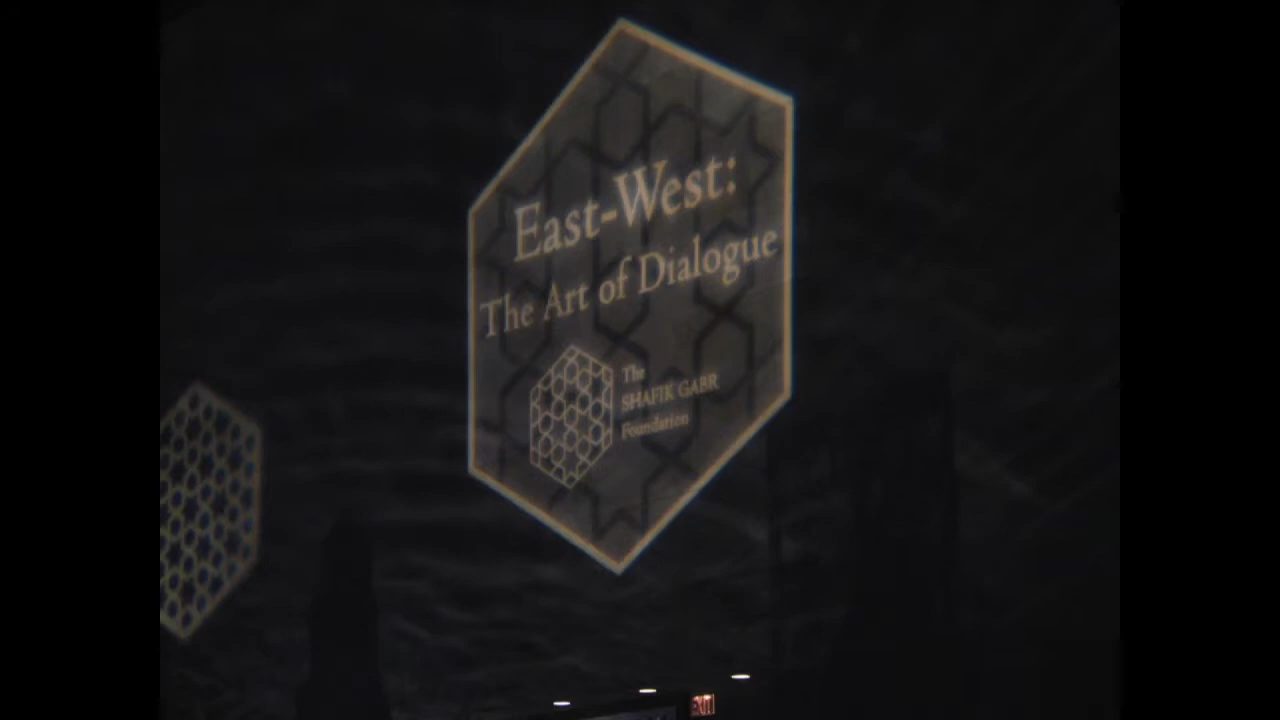 East-West:
The Art of Dialogue
The
SHAFIK GABR
Foundation
EXIT